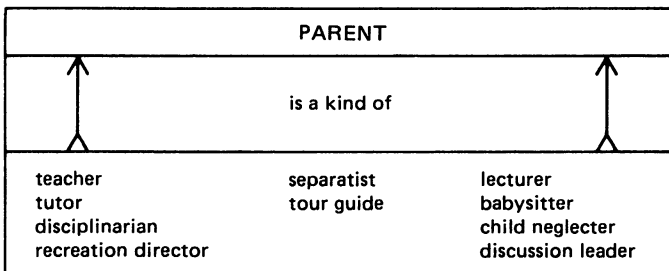 PARENT
is a kind of
teacher
tutor
disciplinarian
recreation director
separatist
tour guide
lecturer
babysitter
child neglecter
discussion leader